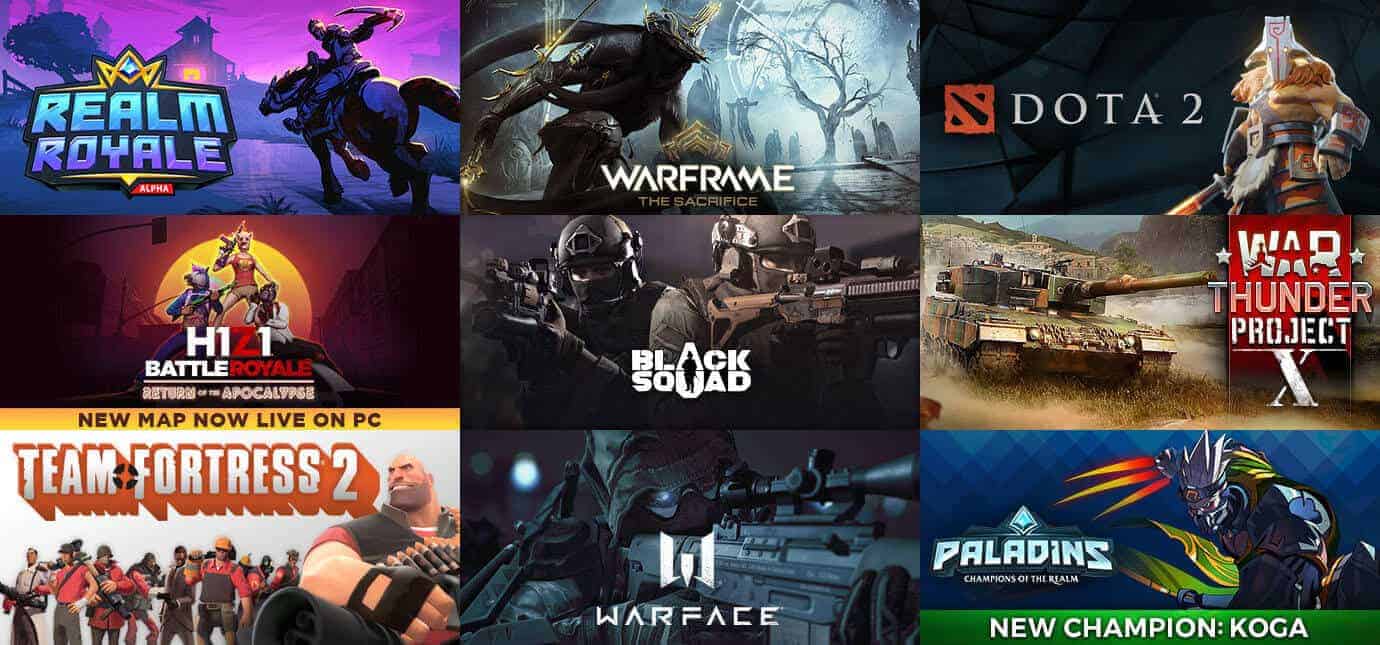 REALM
ROYALE
ALPHA
WARFRAME
THE SACRIFICE
DOTA 2
H1Z1
BATTLE ROYALE
RETURN OF THE APOCALYPSE
NEW MAP NOW LIVE ON PC
BLACK
SQUAD
WAR
THUNDER
PROJECT
X
TEAM FORTRESS 2
WARFACE
PALADINS
CHAMPIONS OF THE REALM
NEW CHAMPION: KOGA